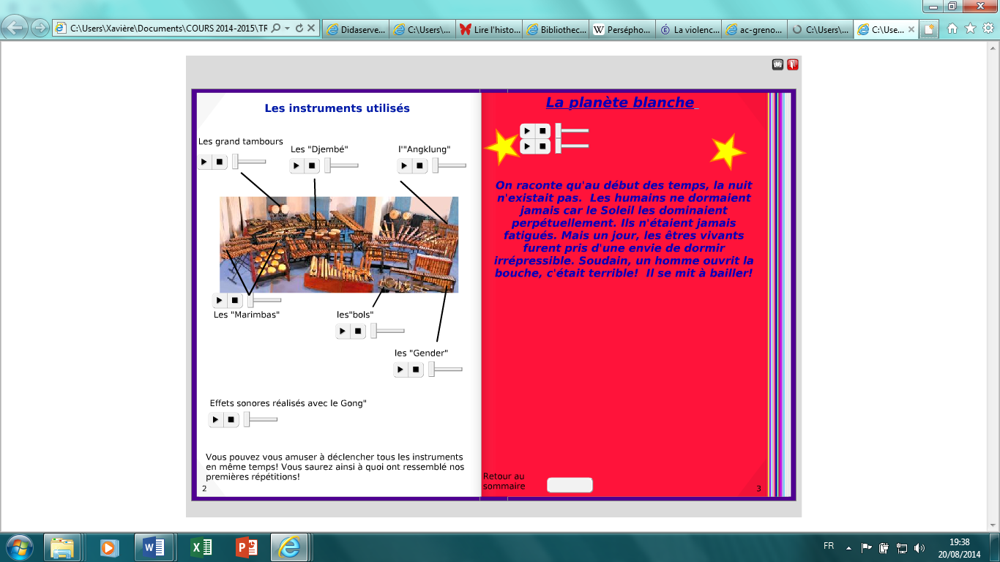 C:\Users\Xavière\Documents\COURS 2014-2015\TR
Didaserve...
C:\Users\...
Lire l'histo...
Bibliothec...
W Persépho...
La violenc...
ac-greno...
C:\Users\...
C:\Use...
Les instruments utilisés
Les grand tambours
Les "Djembé"
l'"Angklung"
Les "Marimbas"
les"bols"
les "Gender"
Effets sonores réalisés avec le Gong"
Vous pouvez vous amuser à déclencher tous les instruments
en même temps! Vous saurez ainsi à quoi ont ressemblé nos
premières répétitions!
2
La planète blanche
On raconte qu'au début des temps, la nuit
n'existait pas.  Les humains ne dormaient
jamais car le Soleil les dominaient
perpétuellement. Ils n'étaient jamais
fatigués. Mais un jour, les êtres vivants
furent pris d'une envie de dormir
irrépressible. Soudain, un homme ouvrit la
bouche, c'était terrible!  Il se mit à bailler!
Retour au
sommaire
3
FR
19:38
20/08/2014